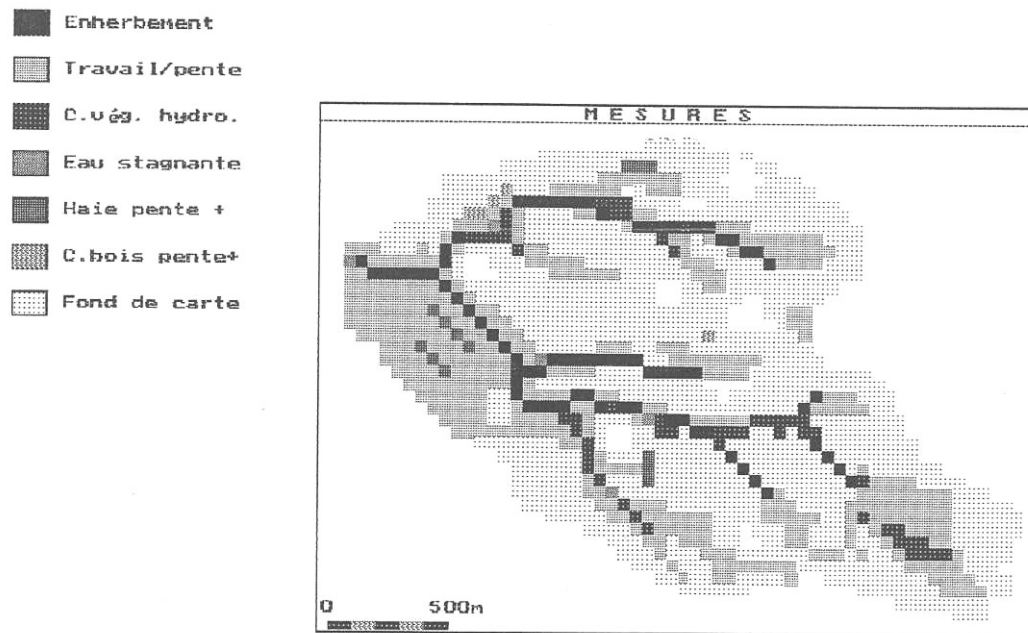 Enherbement
Travail/pente
C.vég. hydro.
Eau stagnante
Haie pente +
C.bois pente+
Fond de carte
MESURES
0 500m